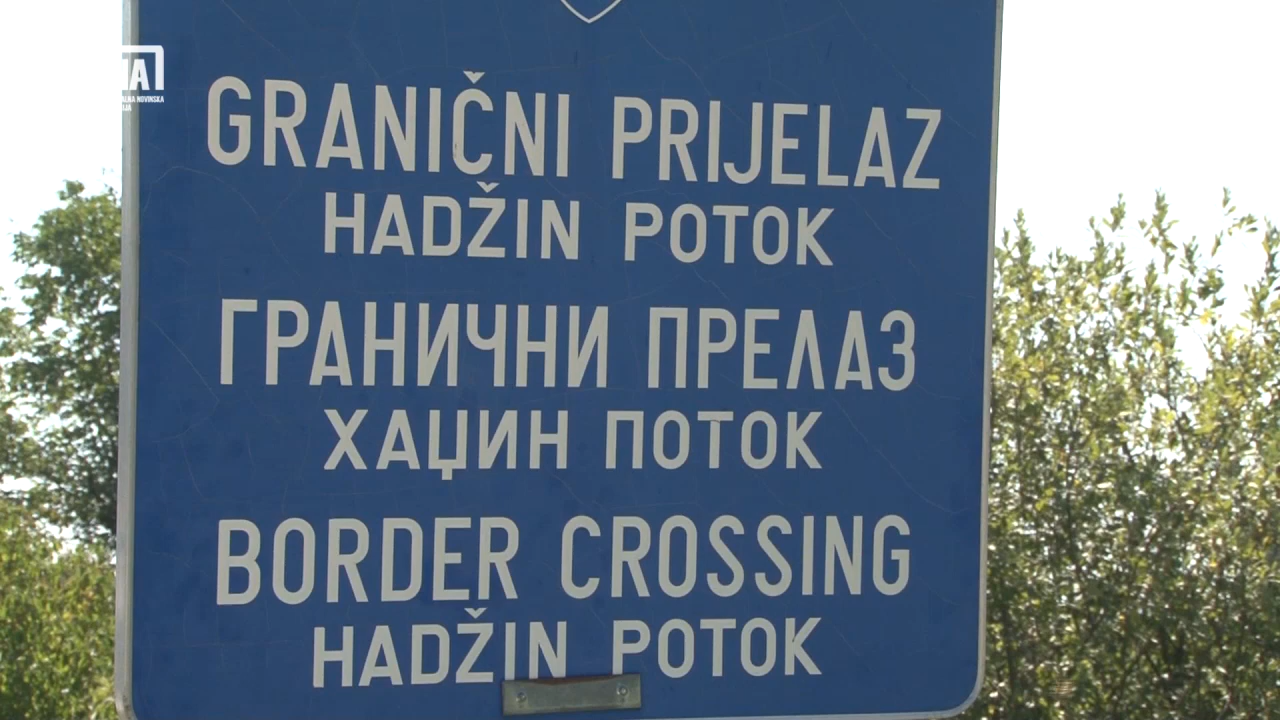 GRANIČNI PRIJELAZ
HADŽIN POTOK
ГРАНИЧНИ ПРЕЛАЗ
ХАЏИН ПОТОК
BORDER CROSSING
HADŽIN POTOK